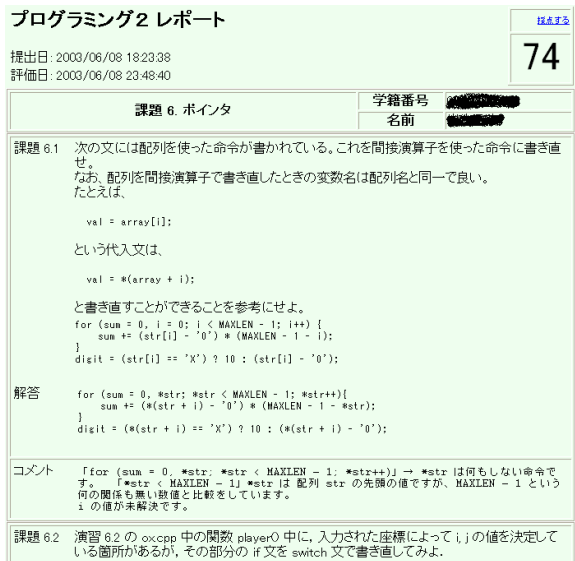 プログラミング2 レポート
採点する
提出日: 2003/06/08 18:23:38
評価日: 2003/06/08 23:48:40
74
課題 6. ポインタ
学籍番号
名前
課題 6.1 次の文には配列を使った命令が書かれている。これを間接演算子を使った命令に書き直
せ。
なお、配列を間接演算子で書き直したときの変数名は配列名と同一で良い。
たとえば、
val = array[i];
という代入文は、
val = *(array + i);
と書き直すことができることを参考にせよ。
for (sum = 0, i = 0; i < MAXLEN - 1; i++) {
sum += (str[i] - '0') * (MAXLEN - 1 - i);
}
digit = (str[i] == 'X') ? 10 : (str[i] - '0');
解答 for (sum = 0, *str; *str < MAXLEN - 1; *str++){
sum += (*(str + i) - '0') * (MAXLEN - 1 - *str);
}
digit = (*(str + i) == 'X') ? 10 : (*(str + i) - '0');
コメント 「for (sum = 0, *str; *str < MAXLEN - 1; *str++)」→ *str は何もしない命令で
す。 「*str < MAXLEN - 1」*str は 配列 str の先頭の値ですが、MAXLEN - 1 という
何の関係も無い数値と比較をしています。
i の値が未解決です。
課題 6.2 演習 6.2 の ox.cpp 中の関数 player() 中に, 入力された座標によって i, j の値を決定して
いる箇所があるが, その部分の if 文を switch 文で書き直してみよ.